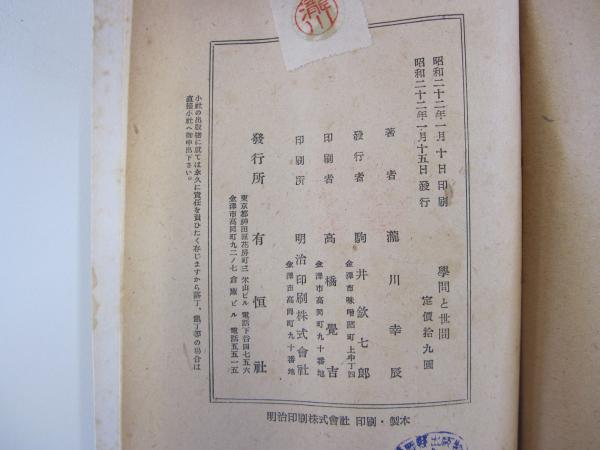 昭和二十二年一月十日印刷
昭和二十二年一月十五日發行
學問と世間
定價拾九圓
著者 瀧川幸辰
發行者 駒井欽七郎
金澤市味噌藏町上中丁四
印刷者 高橋覺吉
金澤市高岡町九十番地
印刷所 明治印刷株式會社
金澤市高岡町九十番地
發行所 有恒社
東京都神田區花房町三 米山ビル 電話下谷四七五六
金澤市高岡町九二ノ七 倉庫ビル 電話五五一五
小社の出版物に就ては永久に責任を負ひたく存じますから落丁、亂丁等の場合は
直接小社へ御申出下さい。
明治印刷株式會社 印刷・製本
瀧川